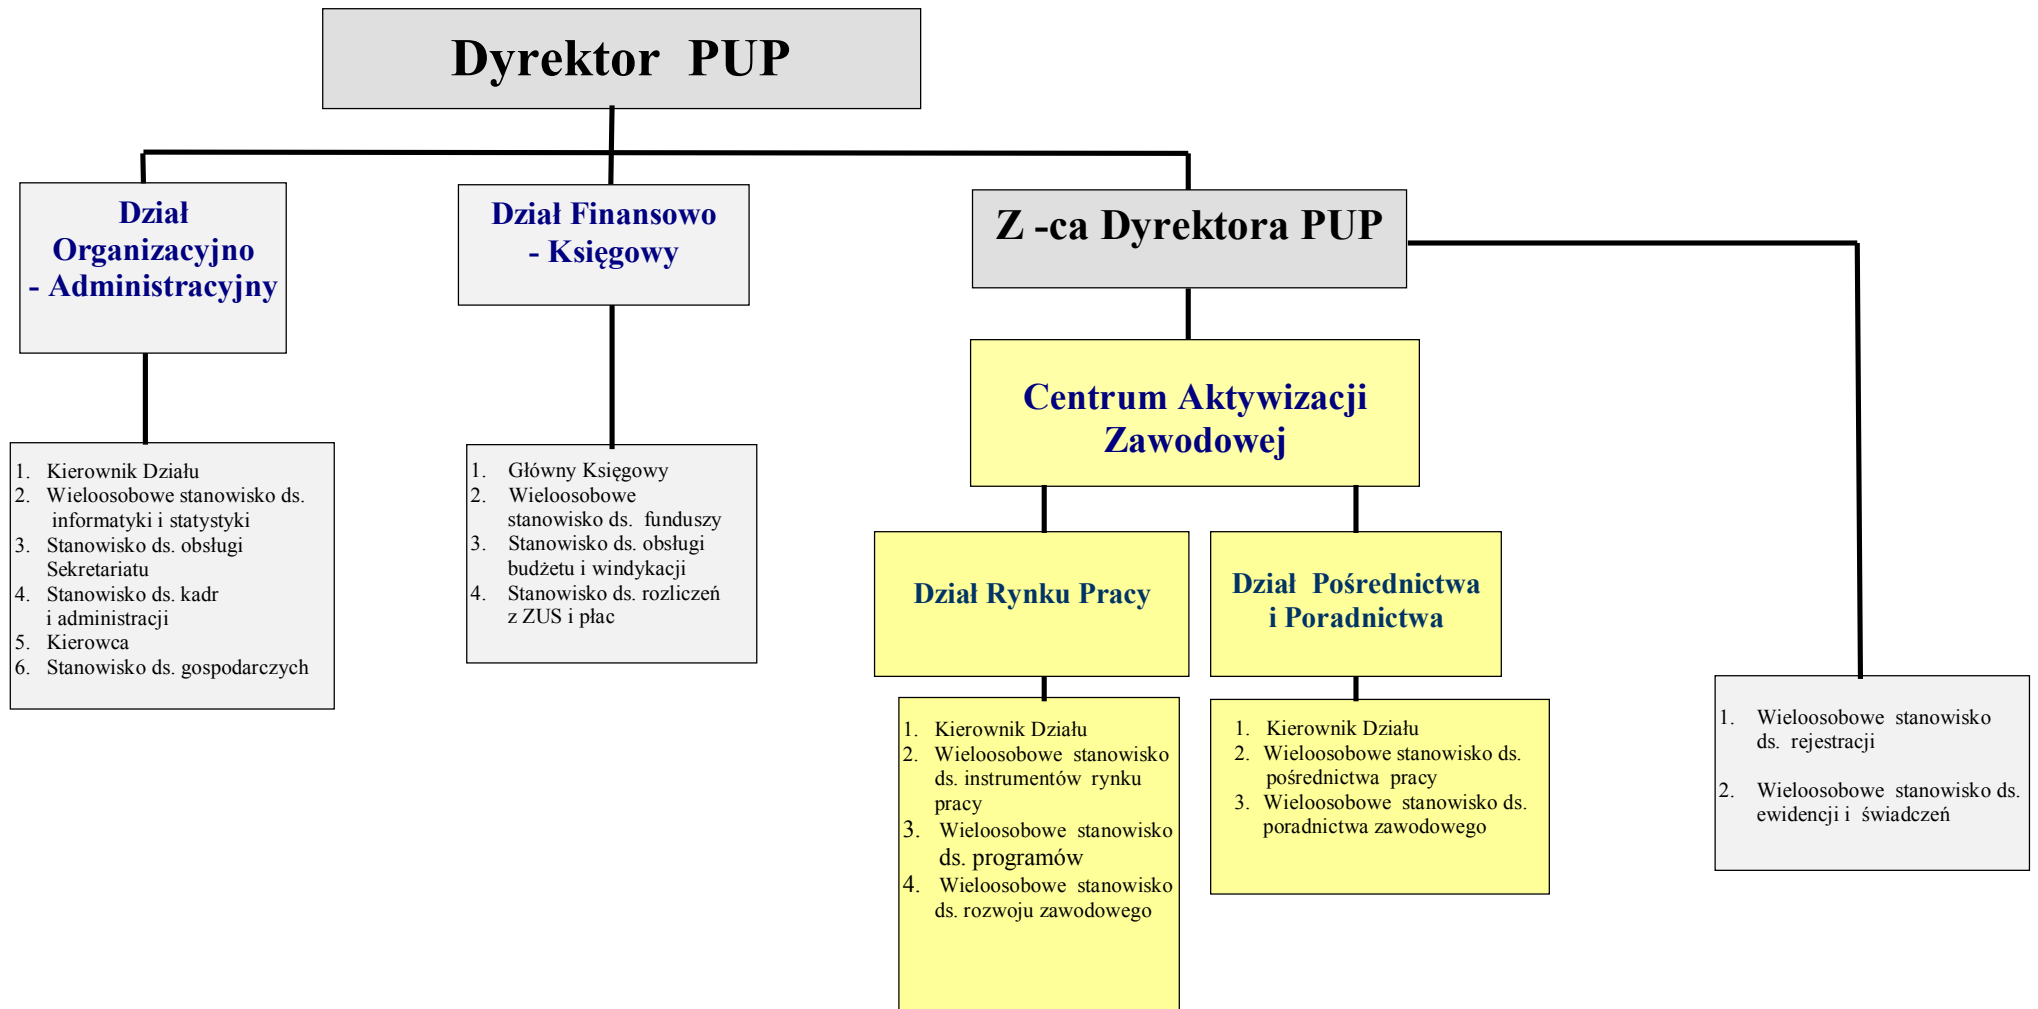 Dyrektor PUP
Dział
Organizacyjno
- Administracyjny
Dział Finansowo
- Księgowy
Z -ca Dyrektora PUP
Centrum Aktywizacji
Zawodowej
1. Kierownik Działu
2. Wieloosobowe stanowisko ds.
informatyki i statystyki
3. Stanowisko ds. obsługi
Sekretariatu
4. Stanowisko ds. kadr
i administracji
5. Kierowca
6. Stanowisko ds. gospodarczych
1. Główny Księgowy
2. Wieloosobowe
stanowisko ds. funduszy
3. Stanowisko ds. obsługi
budżetu i windykacji
4. Stanowisko ds. rozliczeń
z ZUS i płac
Dział Rynku Pracy
Dział Pośrednictwa
i Poradnictwa
1. Kierownik Działu
2. Wieloosobowe stanowisko
ds. instrumentów rynku
pracy
3. Wieloosobowe stanowisko
ds. programów
4. Wieloosobowe stanowisko
ds. rozwoju zawodowego
1. Kierownik Działu
2. Wieloosobowe stanowisko ds.
pośrednictwa pracy
3. Wieloosobowe stanowisko ds.
poradnictwa zawodowego
1. Wieloosobowe stanowisko
ds. rejestracji
2. Wieloosobowe stanowisko ds.
ewidencji i świadczeń